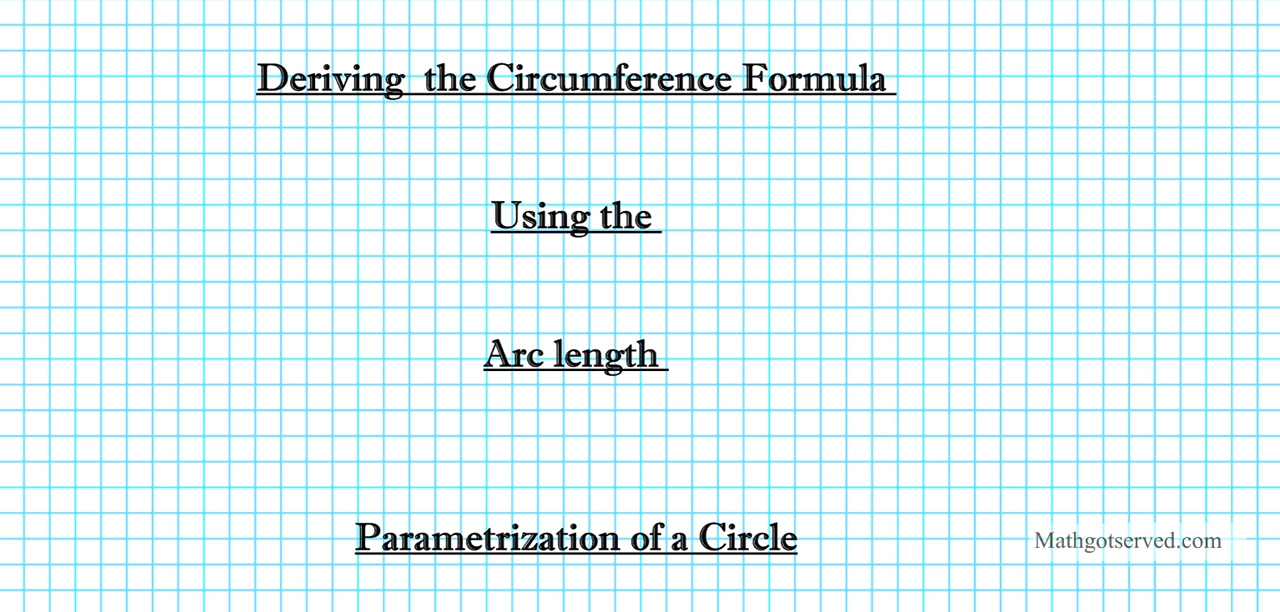 Deriving the Circumference Formula
Using the
Arc length
Parametrization of a Circle
Mathgotserved.com